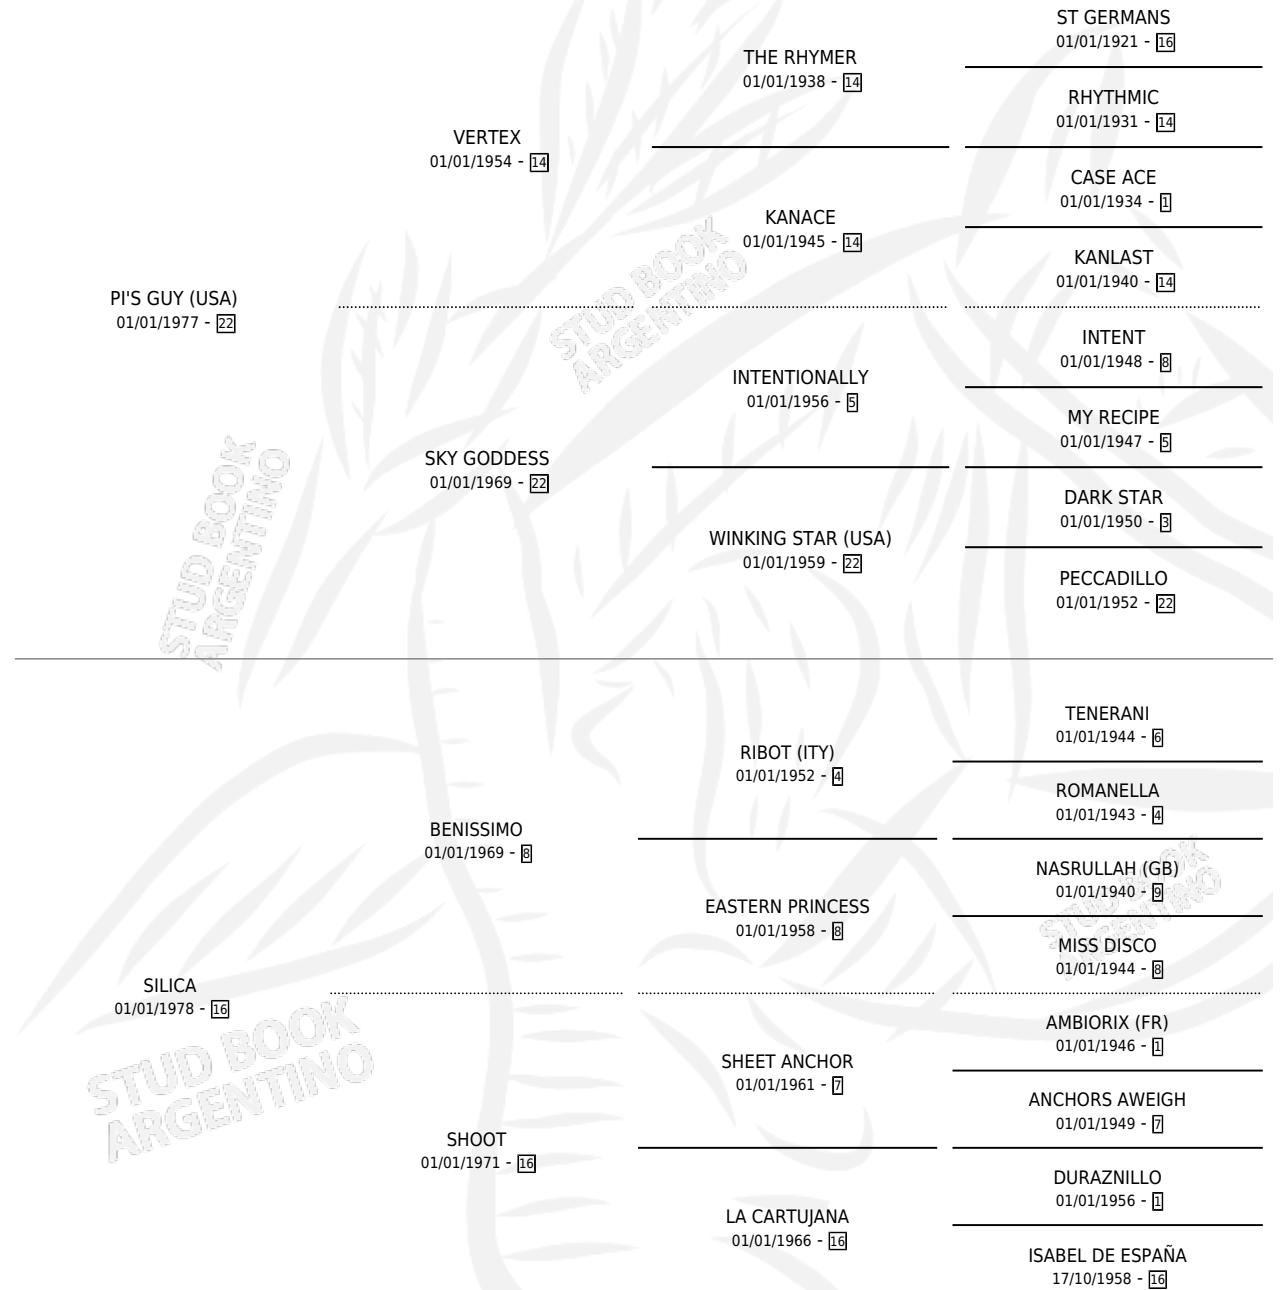 ST GERMANS
01/01/1921 - 16
THE RHYMER
01/01/1938 - 14
RHYTHMIC
01/01/1931 - 14
VERTEX
01/01/1954 - 14
CASE ACE
01/01/1934 - 1
KANACE
01/01/1945 - 14
KANLAST
01/01/1940 - 14
PI'S GUY (USA)
01/01/1977 - 22
INTENT
01/01/1948 - 8
INTENTIONALLY
01/01/1956 - 5
MY RECIPE
01/01/1947 - 5
SKY GODDESS
01/01/1969 - 22
DARK STAR
01/01/1950 - 3
WINKING STAR (USA)
01/01/1959 - 22
PECCADILLO
01/01/1952 - 22
STUD BOOK
ARGENTINO
STUD BOOK
ARGENTINO
TENERANI
01/01/1944 - 6
RIBOT (ITY)
01/01/1952 - 4
ROMANELLA
01/01/1943 - 4
BENISSIMO
01/01/1969 - 8
NASRULLAH (GB)
01/01/1940 - 9
EASTERN PRINCESS
01/01/1958 - 8
MISS DISCO
01/01/1944 - 8
SILICA
01/01/1978 - 16
AMBIORIX (FR)
01/01/1946 - 1
SHEET ANCHOR
01/01/1961 - 7
ANCHORS AWEIGH
01/01/1949 - 7
SHOOT
01/01/1971 - 16
DURAZNILLO
01/01/1956 - 1
LA CARTUJANA
01/01/1966 - 16
ISABEL DE ESPAÑA
17/10/1958 - 16
STUD BOOK
ARGENTINO
STUD BOOK
ARGENTINO